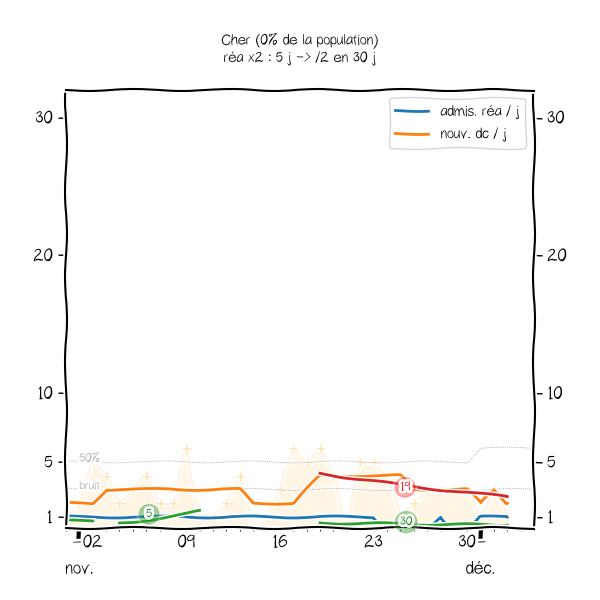 Cher (0% de la population)
réa x2 : 5 j -> /2 en 30 j
admis. réa / j
nouv. dc / j
30
30
20
20
10
10
50%
5
5
bruit
19
5
30
1
1
02
09
16
23
30
nov.
déc.